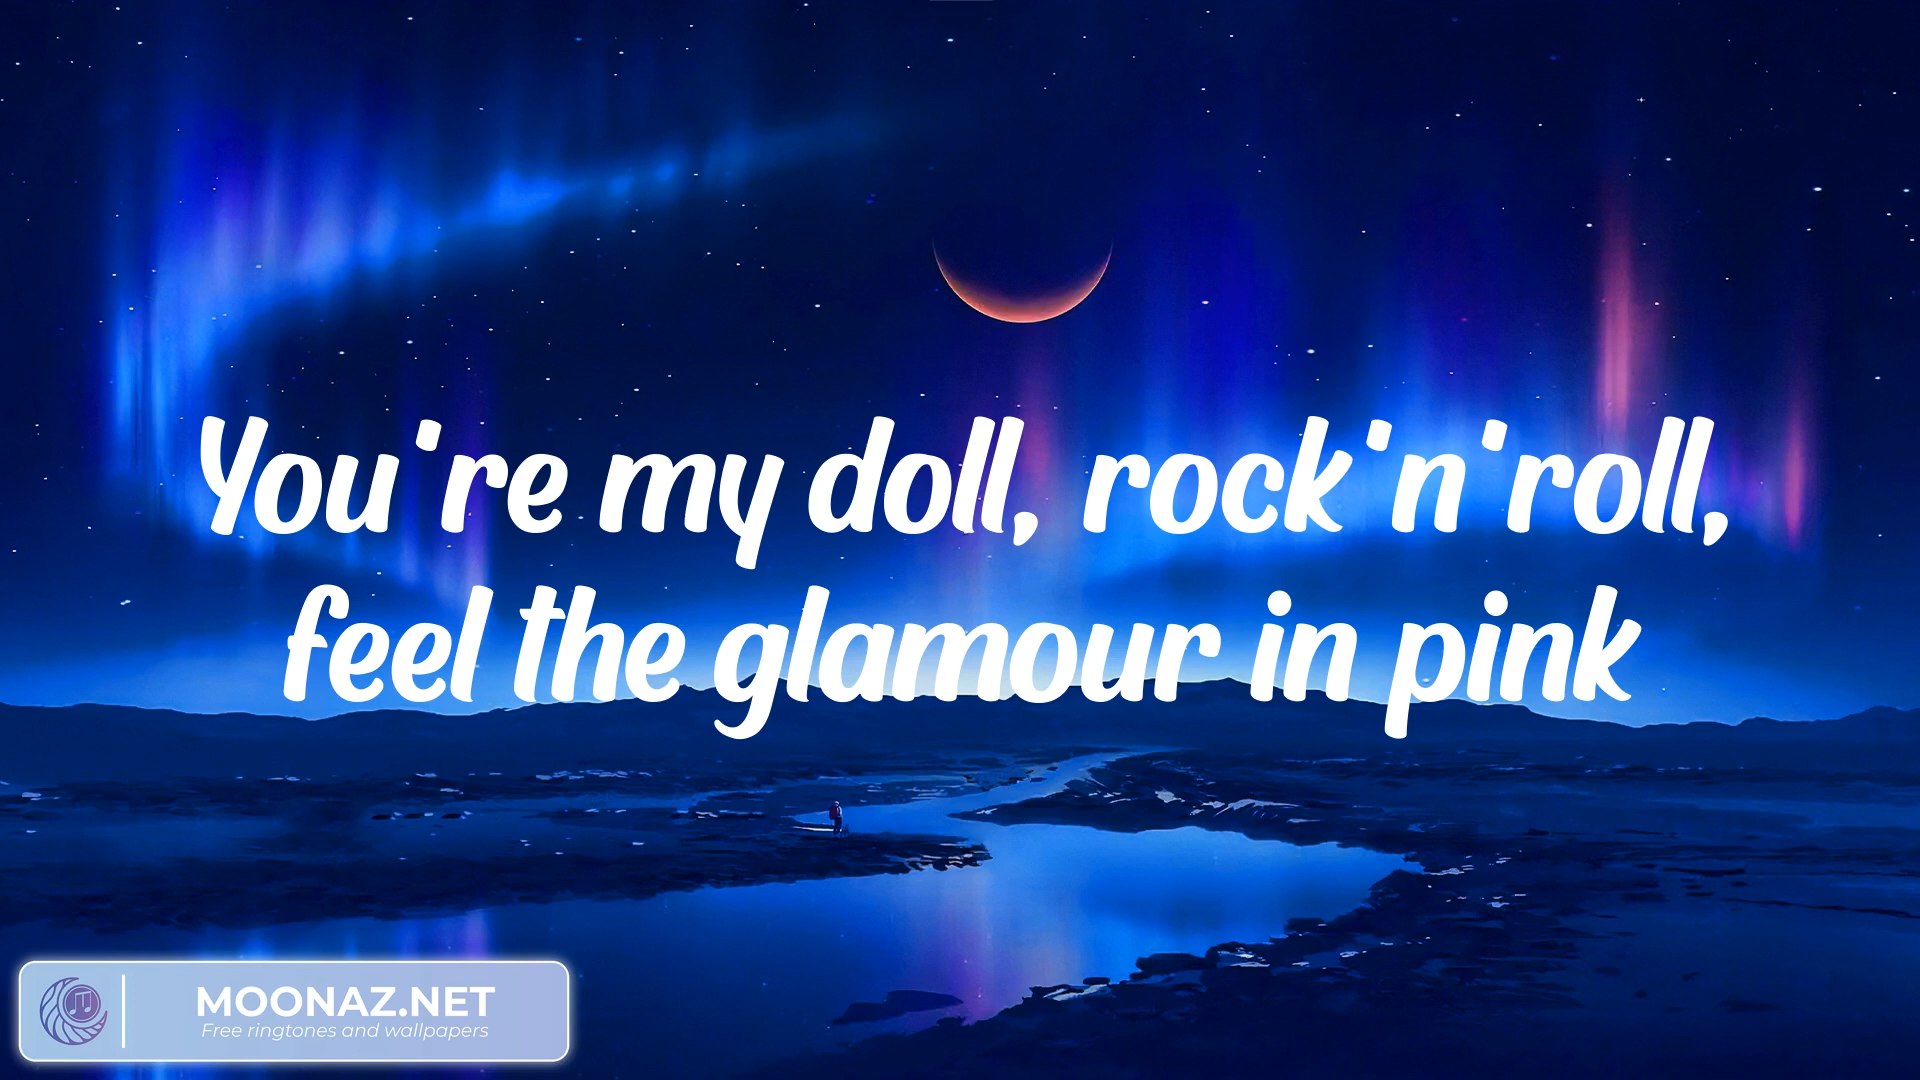 You're my doll, rock'n'roll,
feel the glamour in pink
MOONAZ.NET
Free ringtones and wallpapers